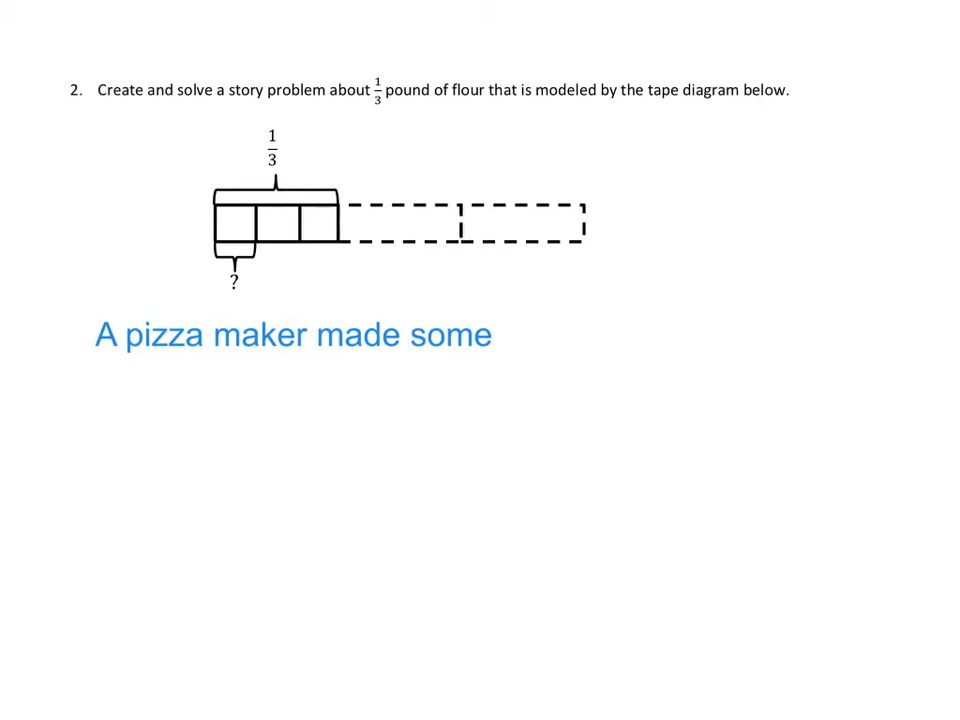 2. Create and solve a story problem about 1/3 pound of flour that is modeled by the tape diagram below.
1/3
?
A pizza maker made some